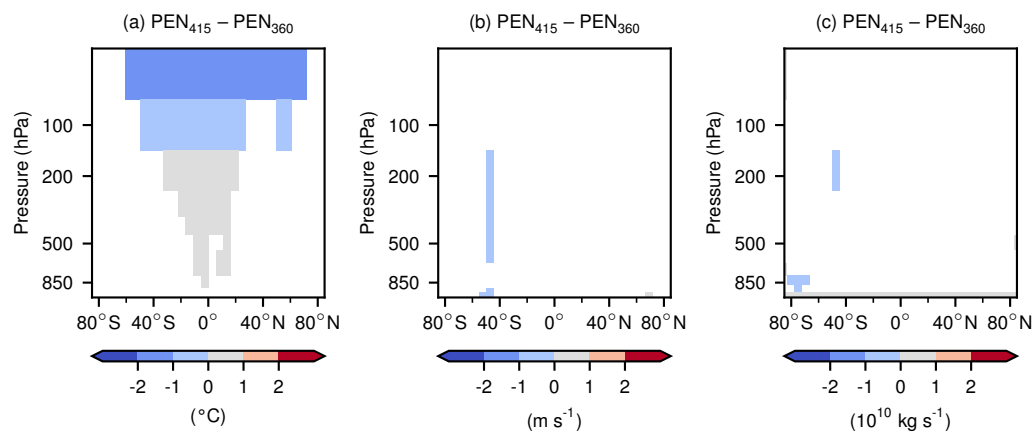 (a) PEN₄₁₅ – PEN₃₆₀
Pressure (hPa)
100
200
500
850
80°S 40°S 0° 40°N 80°N
-2 -1 0 1 2
(°C)
(b) PEN₄₁₅ – PEN₃₆₀
Pressure (hPa)
100
200
500
850
80°S 40°S 0° 40°N 80°N
-2 -1 0 1 2
(m s⁻¹)
(c) PEN₄₁₅ – PEN₃₆₀
Pressure (hPa)
100
200
500
850
80°S 40°S 0° 40°N 80°N
-2 -1 0 1 2
(10¹⁰ kg s⁻¹)